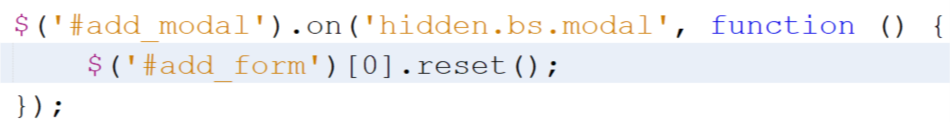 $('#add_modal').on('hidden.bs.modal', function () {
    $('#add_form')[0].reset();
});